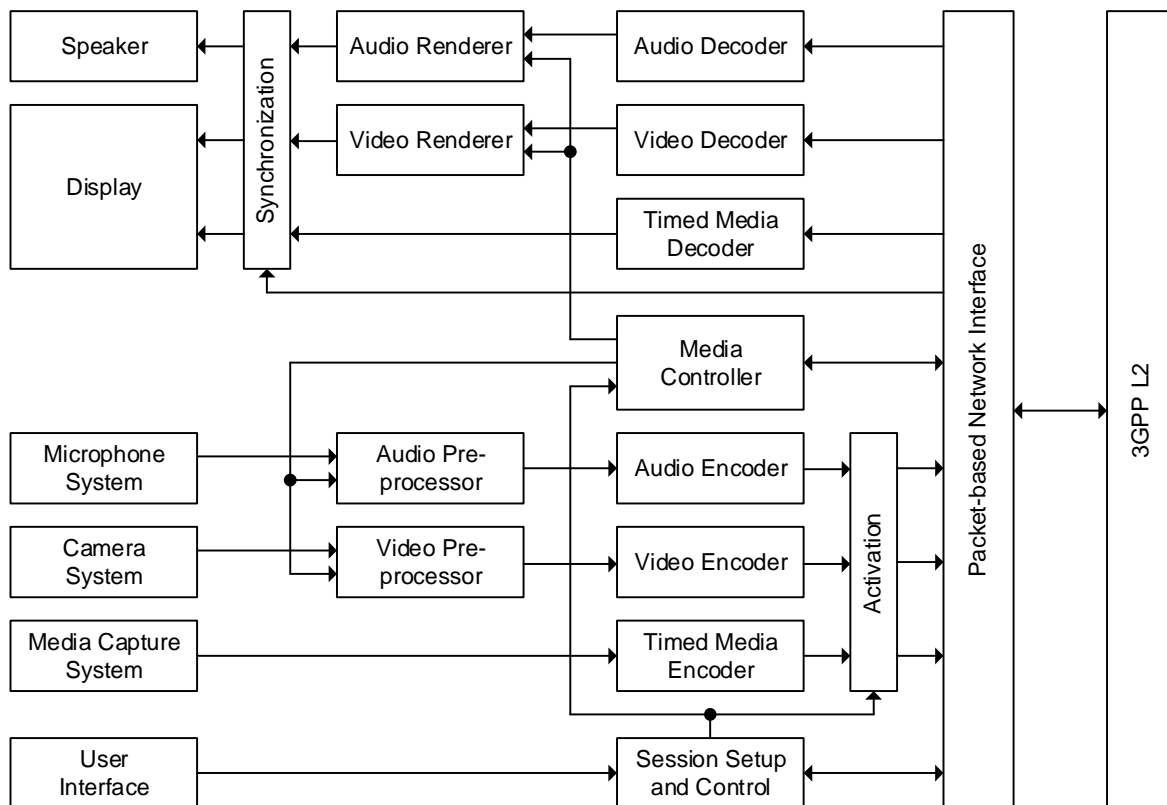 Speaker
Audio Renderer
Audio Decoder
Synchronization
Display
Video Renderer
Video Decoder
Timed Media
Decoder
Media
Controller
Packet-based Network Interface
3GPP L2
Microphone
System
Audio Pre-
processor
Audio Encoder
Activation
Camera
System
Video Pre-
processor
Video Encoder
Media Capture
System
Timed Media
Encoder
User
Interface
Session Setup
and Control